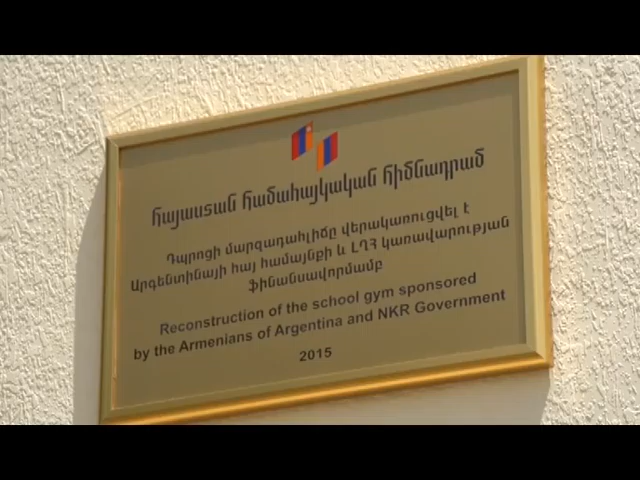 հայաստան համահայկական հիմնադրամ
Դպրոցի մարզադահլիճը վերակառուցվել է
Արգենտինայի հայ համայնքի և ԼՂՀ կառավարության
ֆինանսավորմամբ
Reconstruction of the school gym sponsored
by the Armenians of Argentina and NKR Government
2015